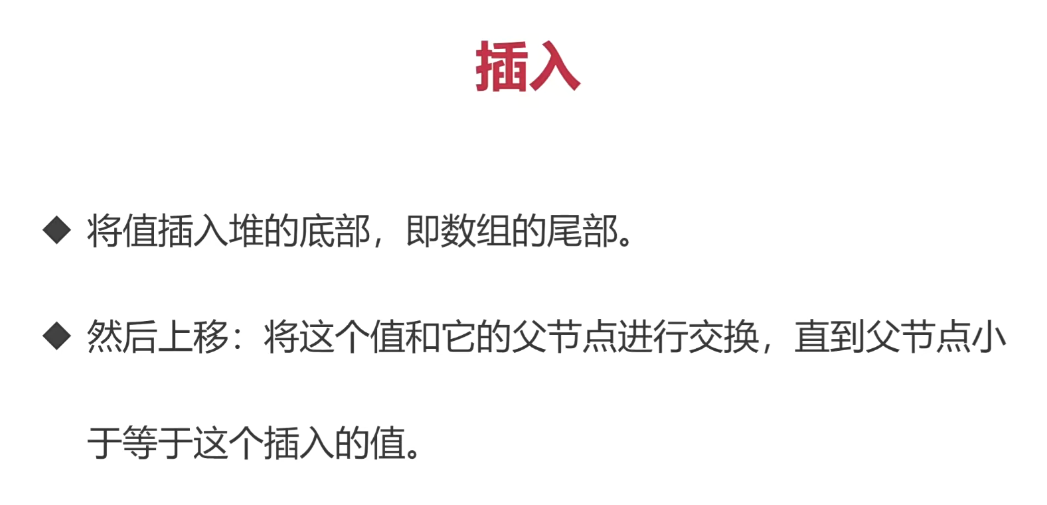 插入
◆ 将值插入堆的底部，即数组的尾部。
◆ 然后上移：将这个值和它的父节点进行交换，直到父节点小
于等于这个插入的值。